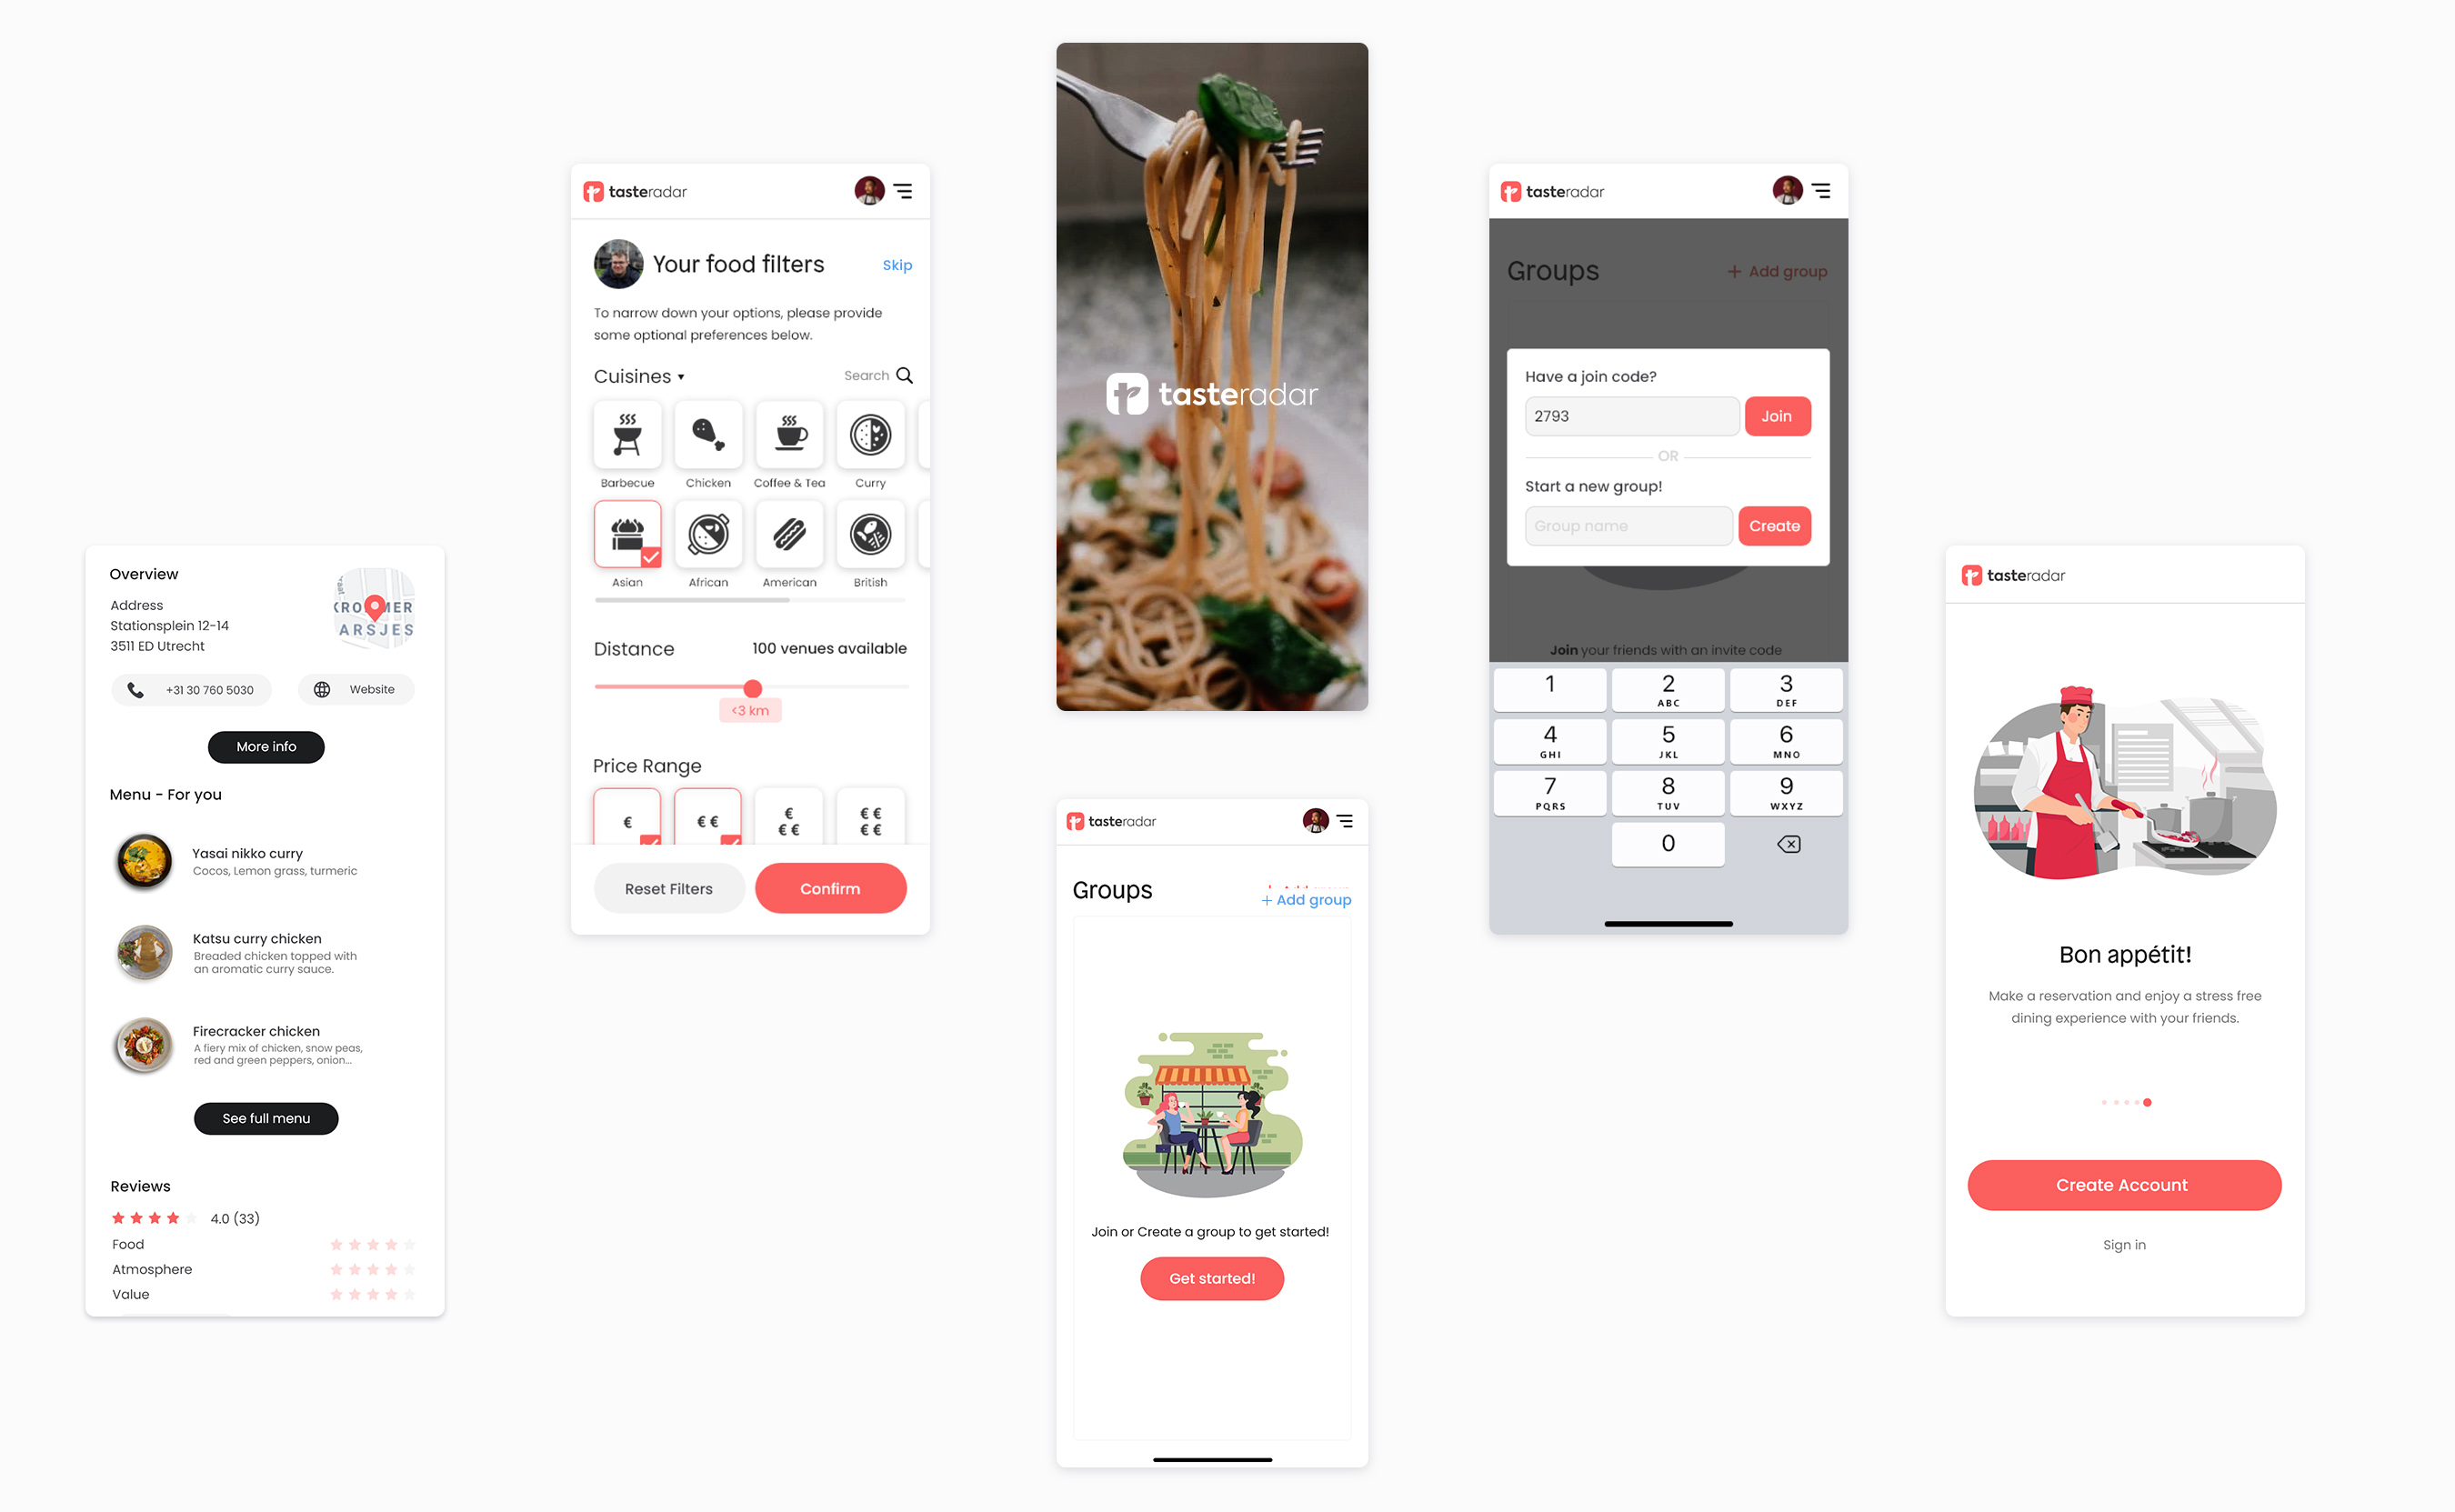 Overview
Address
Stationsplein 12-14
3511 ED Utrecht
KROMMER
ARSJES
+31 30 760 5030
Website
More info
Menu - For you
Yasai nikko curry
Cocos, Lemon grass, turmeric
Katsu curry chicken
Breaded chicken topped with
an aromatic curry sauce.
Firecracker chicken
A fiery mix of chicken, snow peas,
red and green peppers, onion...
See full menu
Reviews
4.0 (33)
Food
Atmosphere
Value
tasteradar
Your food filters
Skip
To narrow down your options, please provide
some optional preferences below.
Cuisines
Search
Barbecue Chicken Coffee & Tea Curry
Asian African American British
Distance
100 venues available
<3 km
Price Range
€
€ €
€
€ €
€ €
€ €
Reset Filters
Confirm
tasteradar
tasteradar
Groups
+ Add group
Join or Create a group to get started!
Get started!
tasteradar
Groups
+ Add group
Have a join code?
2793
Join
OR
Start a new group!
Group name
Create
Join your friends with an invite code
1 2 3
ABC DEF
4 5 6
GHI JKL MNO
7 8 9
PQRS TUV WXYZ
0
tasteradar
Bon appétit!
Make a reservation and enjoy a stress free
dining experience with your friends.
Create Account
Sign in